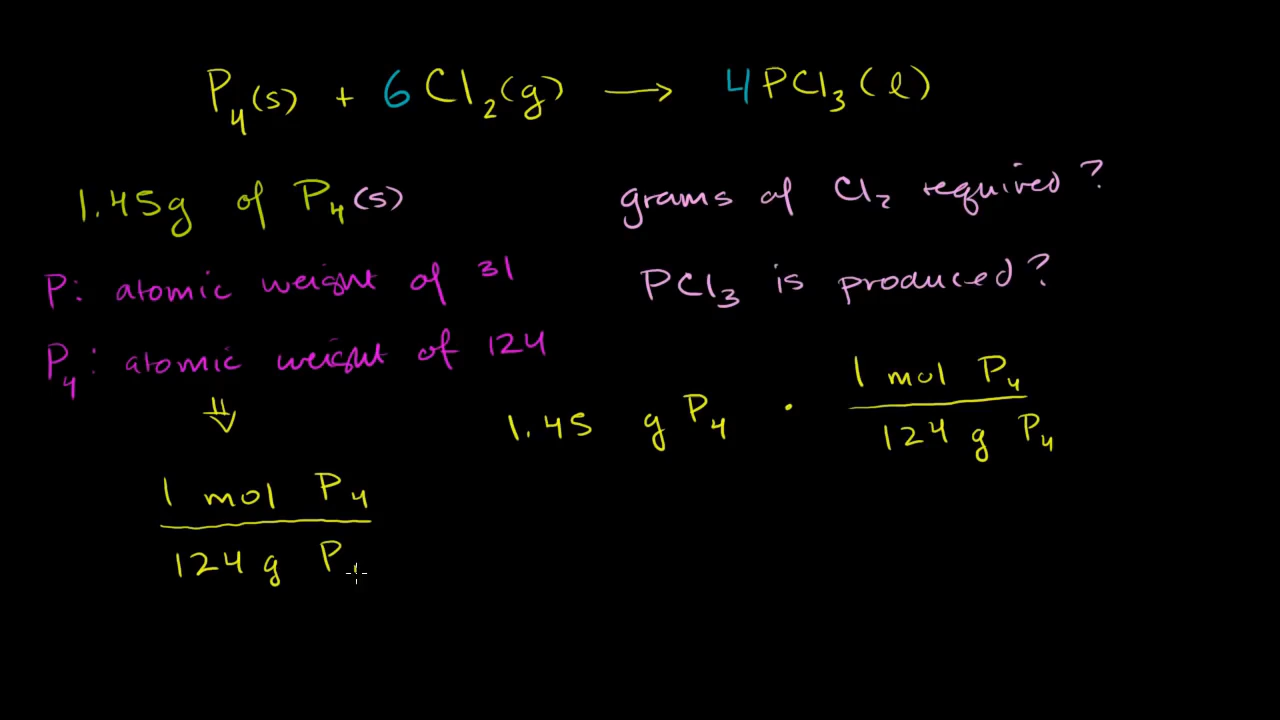 P₄(s) + 6Cl₂(g) → 4PCl₃(l)
1.45g of P₄(s)
grams of Cl₂ required?
P: atomic weight of 31
PCl₃ is produced?
P₄: atomic weight of 124
⇓
1.45 g P₄ · 1 mol P₄
124 g P₄
1 mol P₄
124 g P₄